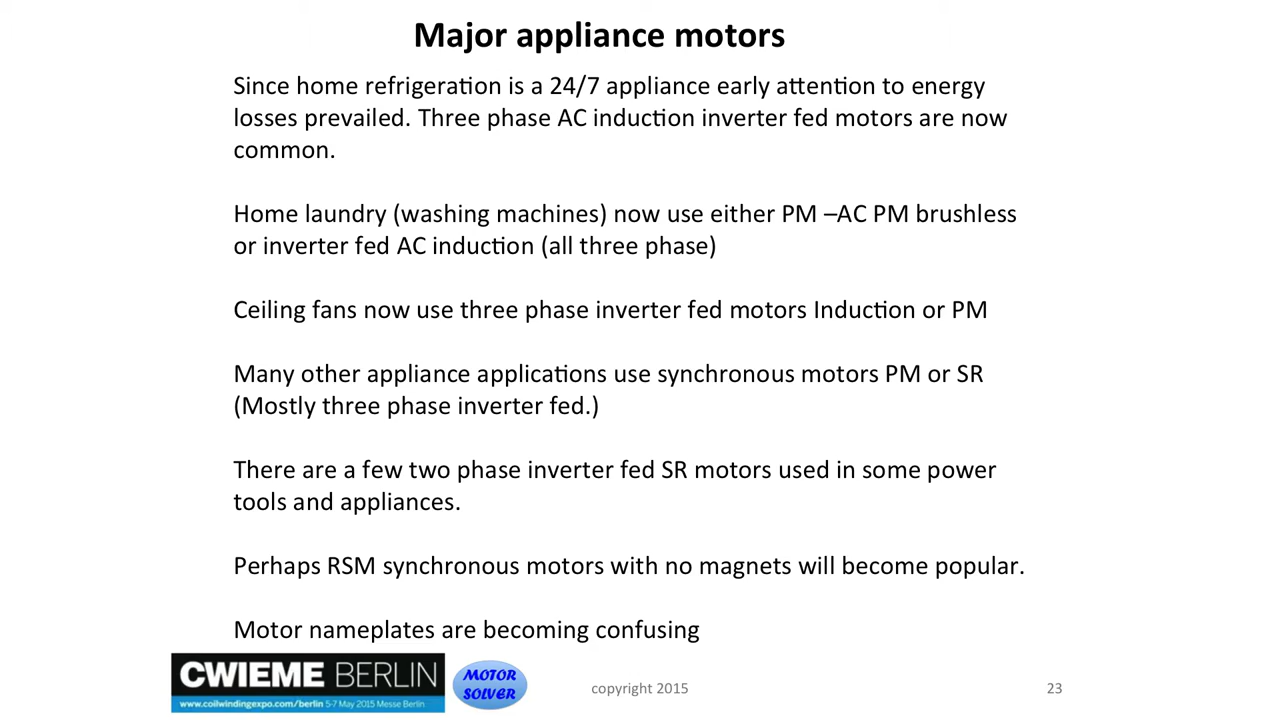 Major appliance motors
Since home refrigeration is a 24/7 appliance early attention to energy
losses prevailed. Three phase AC induction inverter fed motors are now
common.
Home laundry (washing machines) now use either PM –AC PM brushless
or inverter fed AC induction (all three phase)
Ceiling fans now use three phase inverter fed motors Induction or PM
Many other appliance applications use synchronous motors PM or SR
(Mostly three phase inverter fed.)
There are a few two phase inverter fed SR motors used in some power
tools and appliances.
Perhaps RSM synchronous motors with no magnets will become popular.
Motor nameplates are becoming confusing
CWIEME BERLIN
www.coilwindingexpo.com/berlin 5-7 May 2015 Messe Berlin
MOTOR
SOLVER
copyright 2015
23